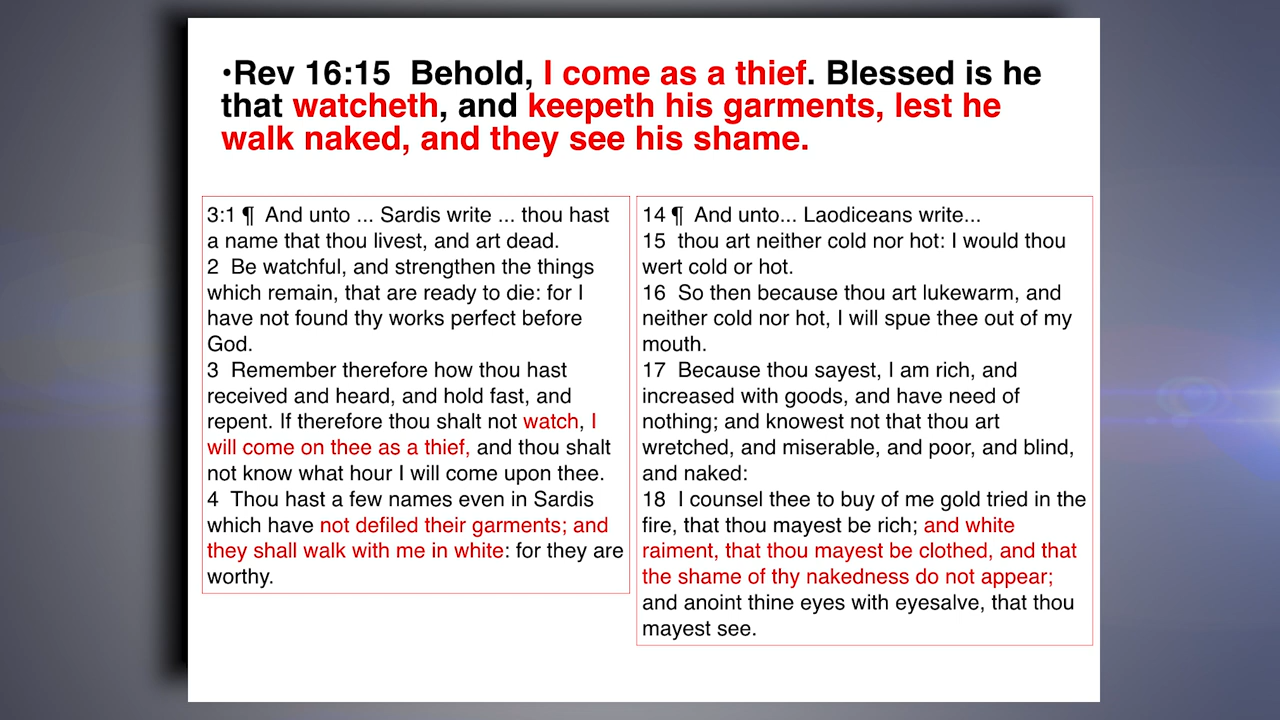 •Rev 16:15  Behold, I come as a thief. Blessed is he
that watcheth, and keepeth his garments, lest he
walk naked, and they see his shame.
3:1 ¶  And unto ... Sardis write ... thou hast
a name that thou livest, and art dead.
2  Be watchful, and strengthen the things
which remain, that are ready to die: for I
have not found thy works perfect before
God.
3  Remember therefore how thou hast
received and heard, and hold fast, and
repent. If therefore thou shalt not watch, I
will come on thee as a thief, and thou shalt
not know what hour I will come upon thee.
4  Thou hast a few names even in Sardis
which have not defiled their garments; and
they shall walk with me in white: for they are
worthy.
14 ¶  And unto... Laodiceans write...
15  thou art neither cold nor hot: I would thou
wert cold or hot.
16  So then because thou art lukewarm, and
neither cold nor hot, I will spue thee out of my
mouth.
17  Because thou sayest, I am rich, and
increased with goods, and have need of
nothing; and knowest not that thou art
wretched, and miserable, and poor, and blind,
and naked:
18  I counsel thee to buy of me gold tried in the
fire, that thou mayest be rich; and white
raiment, that thou mayest be clothed, and that
the shame of thy nakedness do not appear;
and anoint thine eyes with eyesalve, that thou
mayest see.